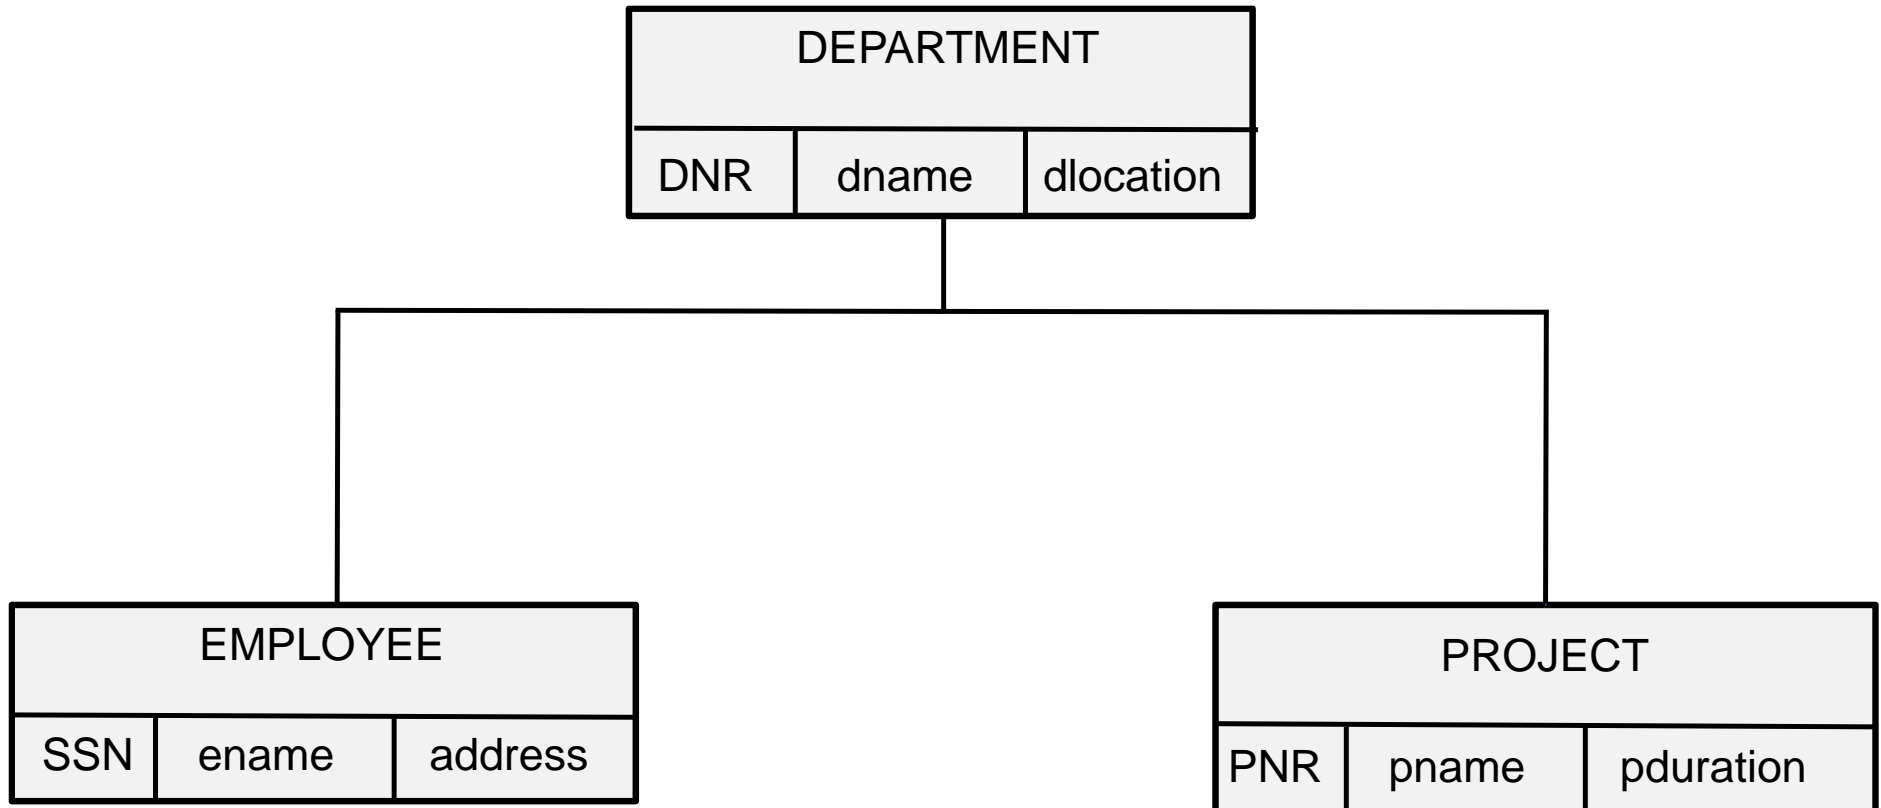 DEPARTMENT
DNR dname dlocation
EMPLOYEE
SSN ename address
PROJECT
PNR pname pduration